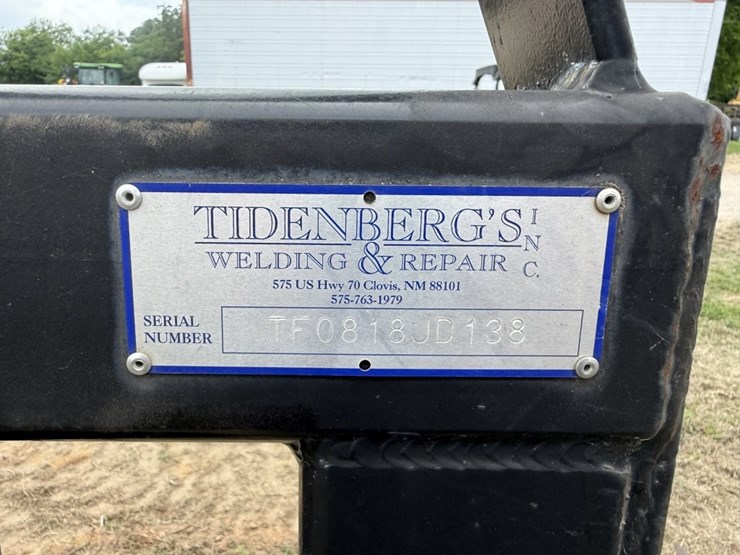 TIDENBERG'S INC.
WELDING & REPAIR
575 US Hwy 70 Clovis, NM 88101
575-763-1979
SERIAL NUMBER
TF0818JD138